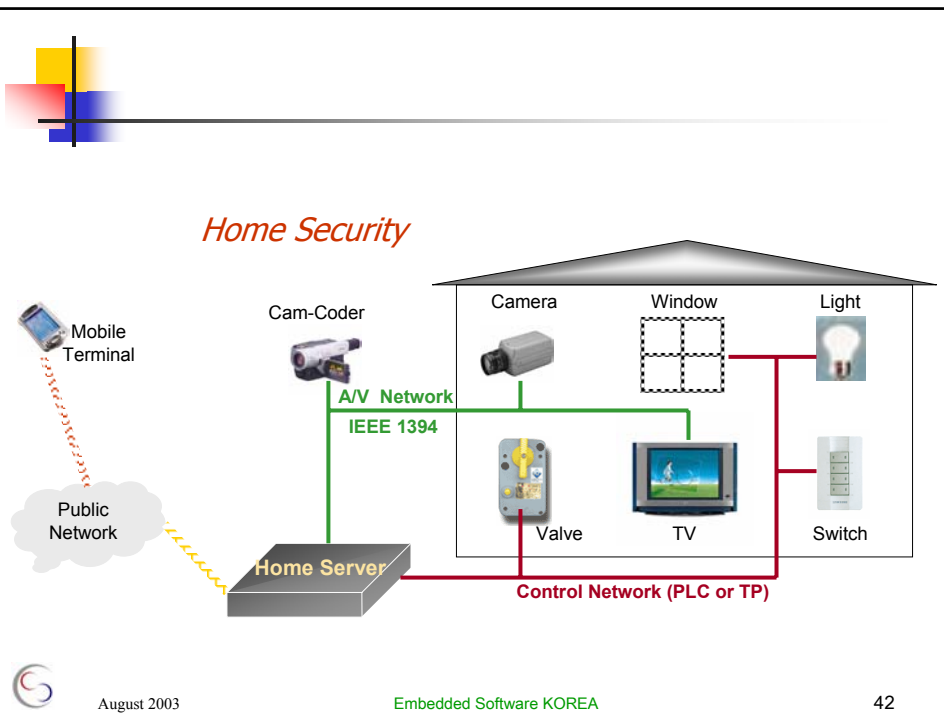 Home Security
Camera
Window
Light
Cam-Coder
Mobile
Terminal
A/V Network
IEEE 1394
Public
Network
Valve
TV
Switch
Home Server
Control Network (PLC or TP)
August 2003
Embedded Software KOREA
42